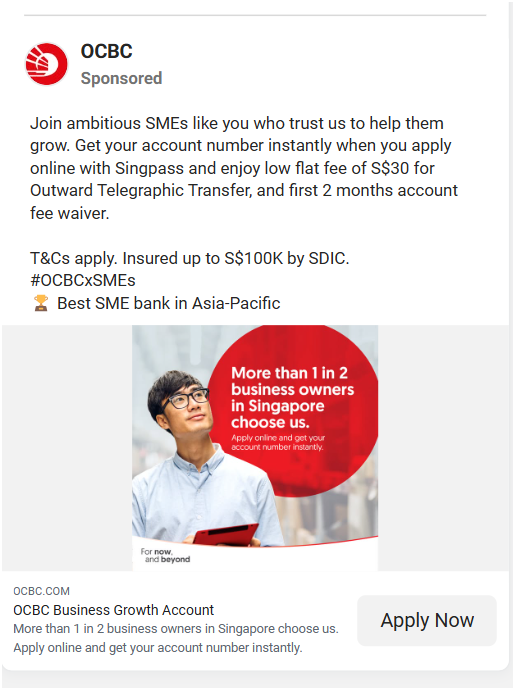 OCBC
Sponsored
Join ambitious SMEs like you who trust us to help them
grow. Get your account number instantly when you apply
online with Singpass and enjoy low flat fee of S$30 for
Outward Telegraphic Transfer, and first 2 months account
fee waiver.
T&Cs apply. Insured up to S$100K by SDIC.
#OCBCxSMEs
🏆 Best SME bank in Asia-Pacific
More than 1 in 2
business owners
in Singapore
choose us.
Apply online and get your
account number instantly.
For now,
and beyond
OCBC.COM
OCBC Business Growth Account
More than 1 in 2 business owners in Singapore choose us.
Apply online and get your account number instantly.
Apply Now